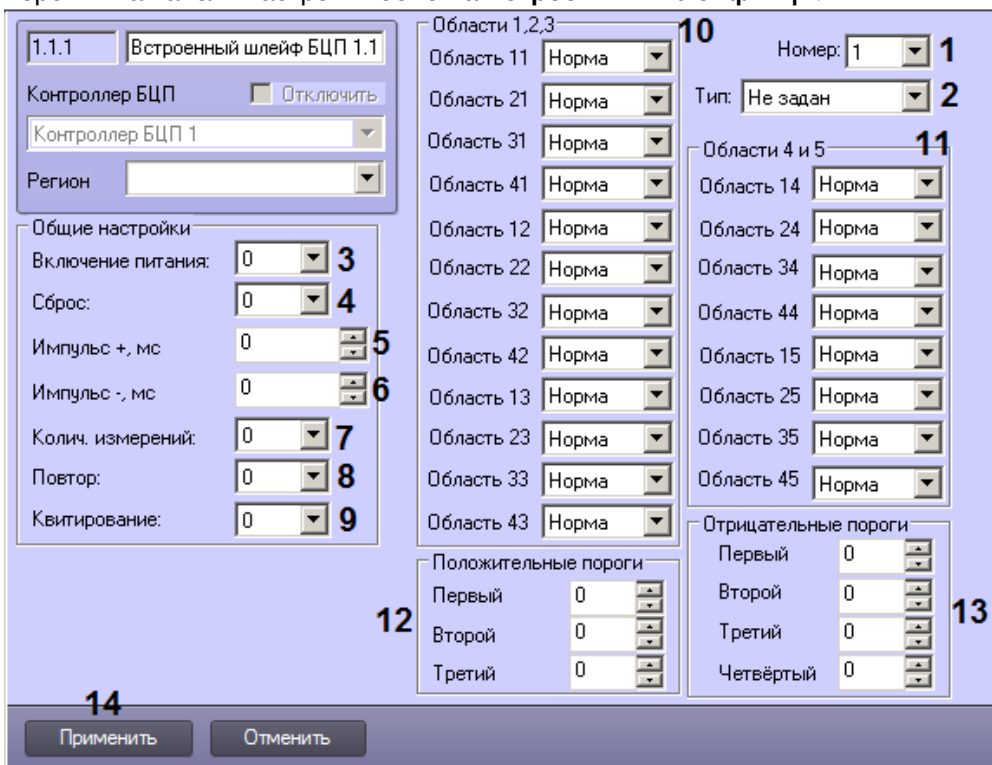 1.1.1 Встроенный шлейф БЦП 1.1
Контроллер БЦП Отключить
Контроллер БЦП 1
Регион
Общие настройки
Включение питания: 0 3
Сброс: 0 4
Импульс +, мс 0 5
Импульс -, мс 0 6
Колич. измерений: 0 7
Повтор: 0 8
Квитирование: 0 9
Области 1,2,3 10
Область 11 Норма
Область 21 Норма
Область 31 Норма
Область 41 Норма
Область 12 Норма
Область 22 Норма
Область 32 Норма
Область 42 Норма
Область 13 Норма
Область 23 Норма
Область 33 Норма
Область 43 Норма
Положительные пороги
12
Первый 0
Второй 0
Третий 0
Номер: 1 1
Тип: Не задан 2
Области 4 и 5 11
Область 14 Норма
Область 24 Норма
Область 34 Норма
Область 44 Норма
Область 15 Норма
Область 25 Норма
Область 35 Норма
Область 45 Норма
Отрицательные пороги
Первый 0
Второй 0
13
Третий 0
Четвёртый 0
14
Применить Отменить